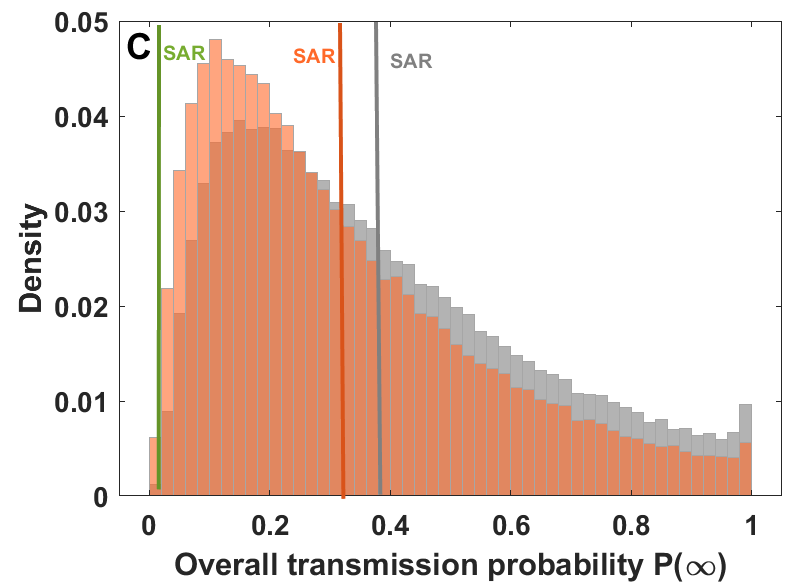 C
SAR
SAR
SAR
0.05
0.04
0.03
0.02
0.01
0
Density
0 0.2 0.4 0.6 0.8 1
Overall transmission probability P(∞)